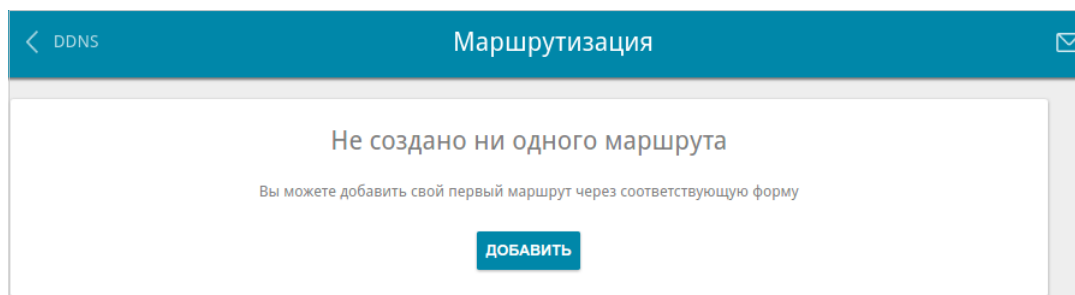 DDNS
Маршрутизация
Не создано ни одного маршрута
Вы можете добавить свой первый маршрут через соответствующую форму
ДОБАВИТЬ